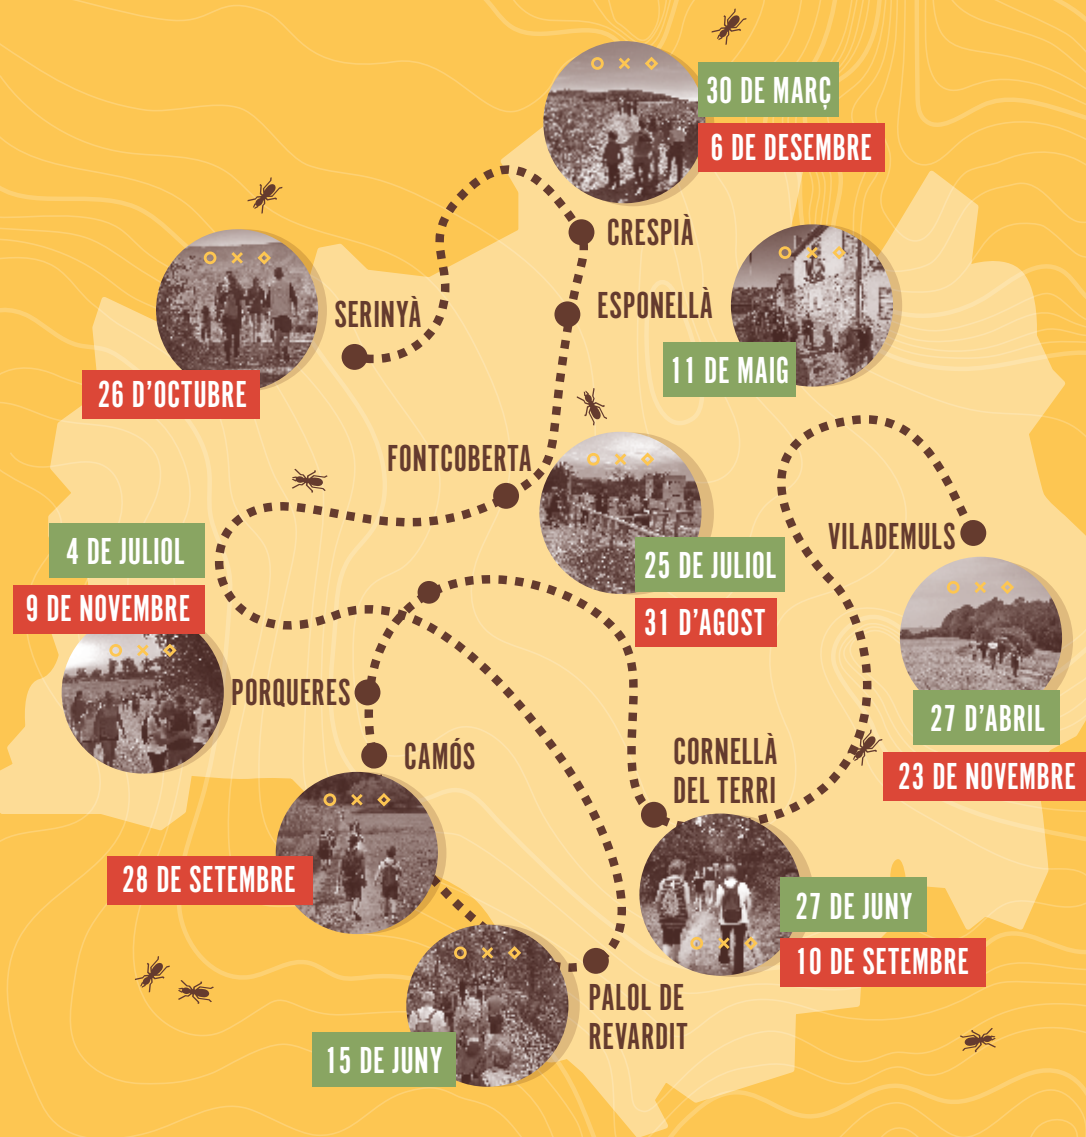 30 DE MARÇ
6 DE DESEMBRE
CRESPIÀ
SERINYÀ
ESPONELLÀ
26 D'OCTUBRE
11 DE MAIG
FONTCOBERTA
VILADEMULS
4 DE JULIOL
9 DE NOVEMBRE
25 DE JULIOL
31 D'AGOST
PORQUERES
27 D'ABRIL
23 DE NOVEMBRE
CAMÓS
CORNELLÀ
DEL TERRI
28 DE SETEMBRE
27 DE JUNY
10 DE SETEMBRE
PALOL DE
REVARDIT
15 DE JUNY